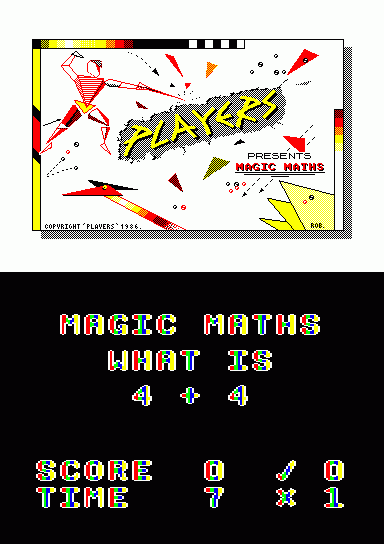 PLAYERS
PRESENTS
MAGIC MATHS
COPYRIGHT "PLAYERS" 1986.
ROB.
MAGIC MATHS
WHAT IS
4 + 4
SCORE 0 ✓ 0
TIME 7 × 1